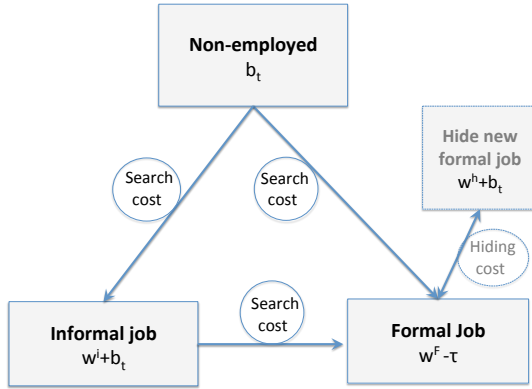 Non-employed
bₜ
Hide new
formal job
wʰ+bₜ
Search
cost
Search
cost
Hiding
cost
Search
cost
Informal job
wⁱ+bₜ
Formal Job
wᶠ-τ